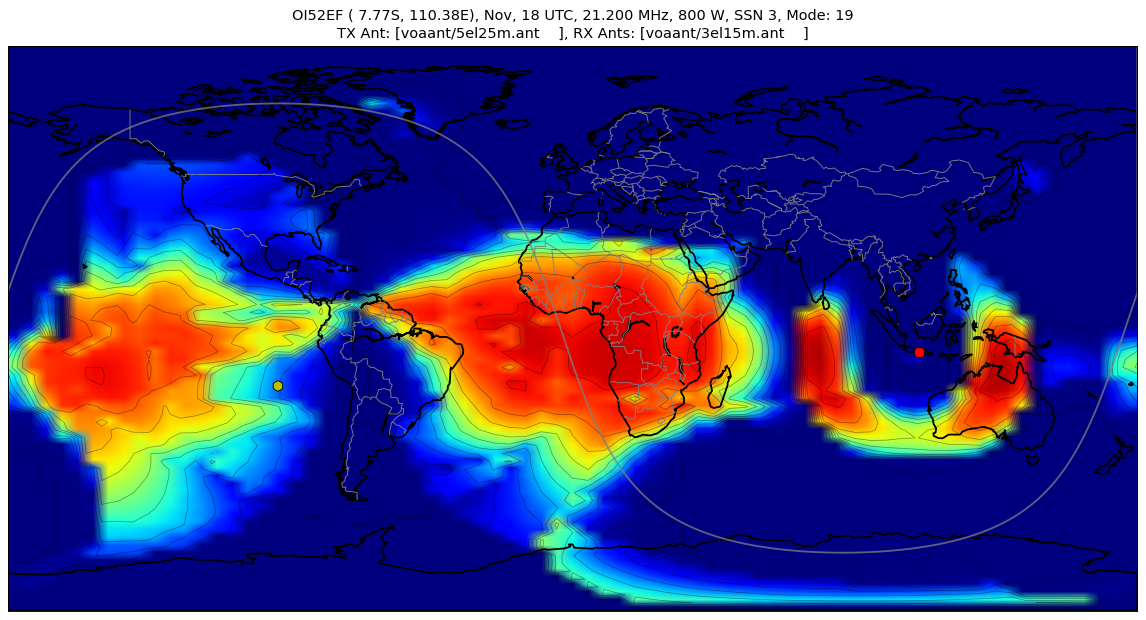 OI52EF ( 7.77S, 110.38E), Nov, 18 UTC, 21.200 MHz, 800 W, SSN 3, Mode: 19
TX Ant: [voaant/5el25m.ant    ], RX Ants: [voaant/3el15m.ant    ]